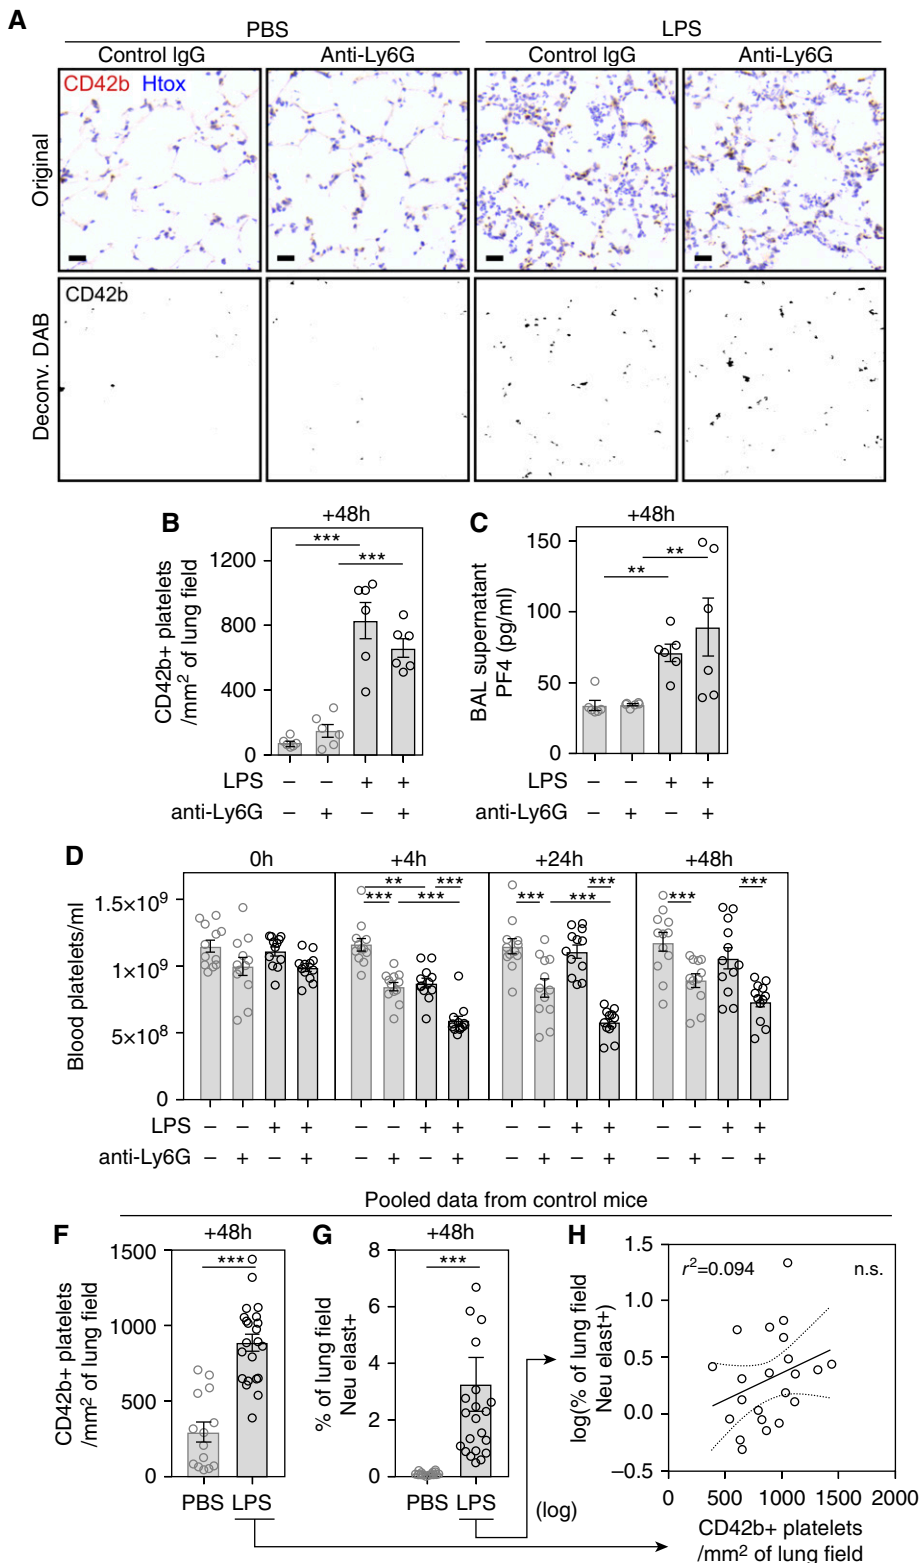 A
PBS
LPS
Control IgG
Anti-Ly6G
Control IgG
Anti-Ly6G
Original
CD42b Htox
Deconv. DAB
CD42b
B
+48h
CD42b+ platelets
/mm² of lung field
1200
800
400
0
***
***
LPS − − + +
anti-Ly6G − + − +
C
+48h
BAL supernatant
PF4 (pg/ml)
150
100
50
0
**
**
LPS − − + +
anti-Ly6G − + − +
D
0h
+4h
+24h
+48h
Blood platelets/ml
1.5×10⁹
1×10⁹
5×10⁸
0
** ***
*** ***
***
*** ***
*** ***
LPS − − + + − − + + − − + + − − + +
anti-Ly6G − + − + − + − + − + − + − + − +
Pooled data from control mice
F
+48h
CD42b+ platelets
/mm² of lung field
1500
1000
500
0
***
PBS LPS
G
+48h
% of lung field
Neu elast+
8
6
4
2
0
***
PBS LPS
(log)
H
log(% of lung field
Neu elast+)
1.5
1.0
0.5
0.0
−0.5
r²=0.094
n.s.
0 500 1000 1500 2000
CD42b+ platelets
/mm² of lung field